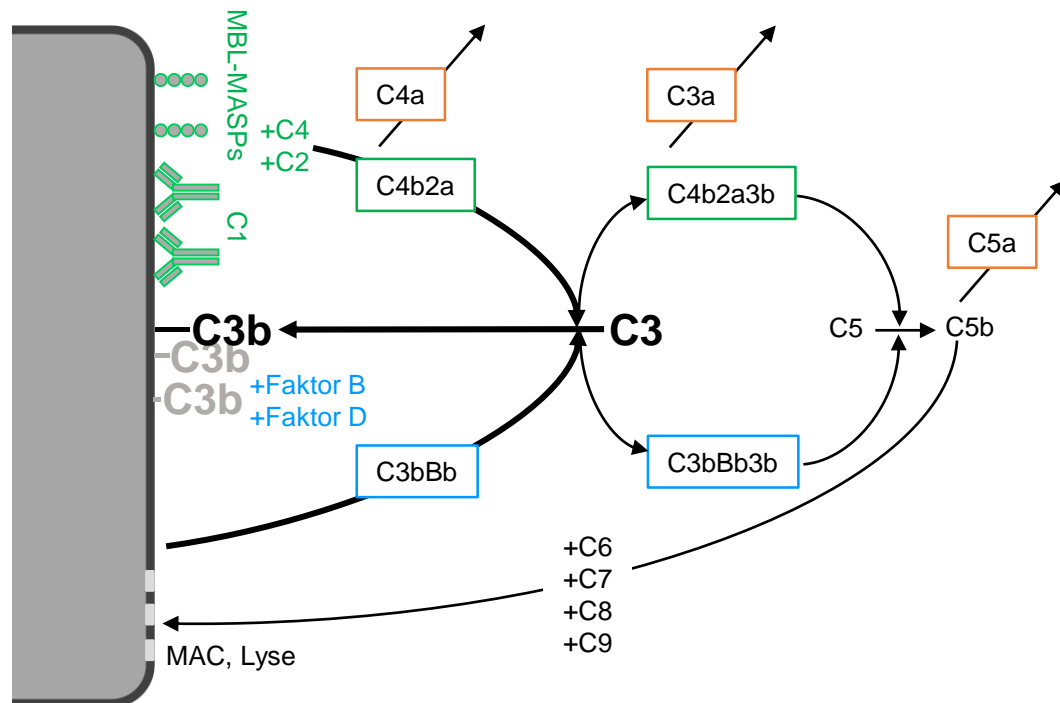 MBL-MASPs
+C4
+C2
C1
C4a
C4b2a
C3a
C4b2a3b
C5a
C3b
C3
C5
C5b
C3b
C3b
+Faktor B
+Faktor D
C3bBb
C3bBb3b
+C6
+C7
+C8
+C9
MAC, Lyse